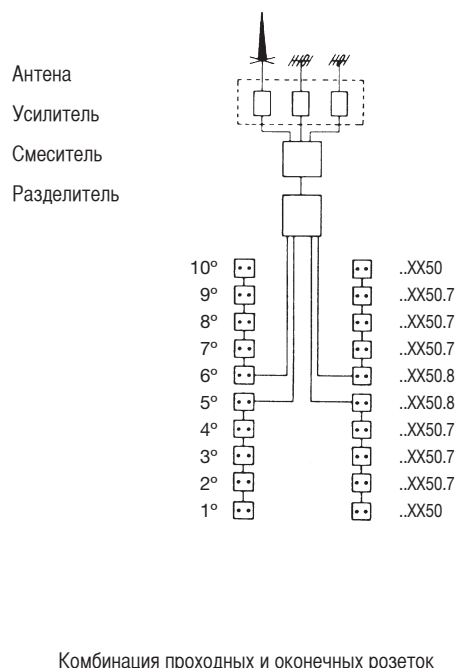 Антена
Усилитель
Смеситель
Разделитель
10º ..XX50
9º ..XX50.7
8º ..XX50.7
7º ..XX50.7
6º ..XX50.8
5º ..XX50.8
4º ..XX50.7
3º ..XX50.7
2º ..XX50.7
1º ..XX50
Комбинация проходных и оконечных розеток